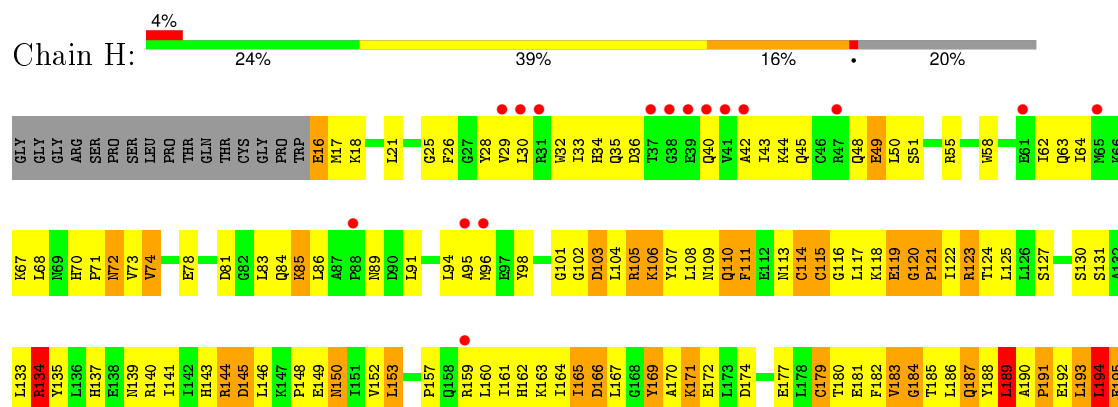 4%
Chain H:
24% 39% 16% • 20%
GLY GLY GLY ARG SER PRO SER LEU PRO THR GLN THR CYS GLY PRO TRP E16 M17 K18 L21 G25 F26 G27 Y28 V29 L30 R31 W32 I33 H34 Q35 D36 T37 G38 E39 Q40 V41 A42 I43 K44 Q45 C46 R47 Q48 E49 L50 S51 R55 W58 E61 I62 Q63 I64 M65 K66
K67 L68 N69 H70 P71 N72 V73 V74 E78 D81 G82 L83 Q84 K85 L86 A87 P88 N89 D90 L91 L94 A95 M96 E97 Y98 G101 G102 D103 L104 R105 K106 Y107 L108 N109 Q110 F111 E112 N113 C114 C115 G116 L117 K118 E119 G120 P121 I122 R123 T124 L125 L126 S127 S130 S131 A132
L133 R134 Y135 L136 H137 E138 N139 R140 I141 I142 H143 R144 D145 L146 K147 P148 E149 N150 I151 V152 L153 P157 Q158 R159 L160 I161 H162 K163 I164 I165 D166 L167 G168 Y169 A170 K171 E172 L173 D174 E177 L178 C179 T180 E181 F182 V183 G184 T185 L186 Q187 Y188 L189 A190 P191 E192 L193 L194 E195